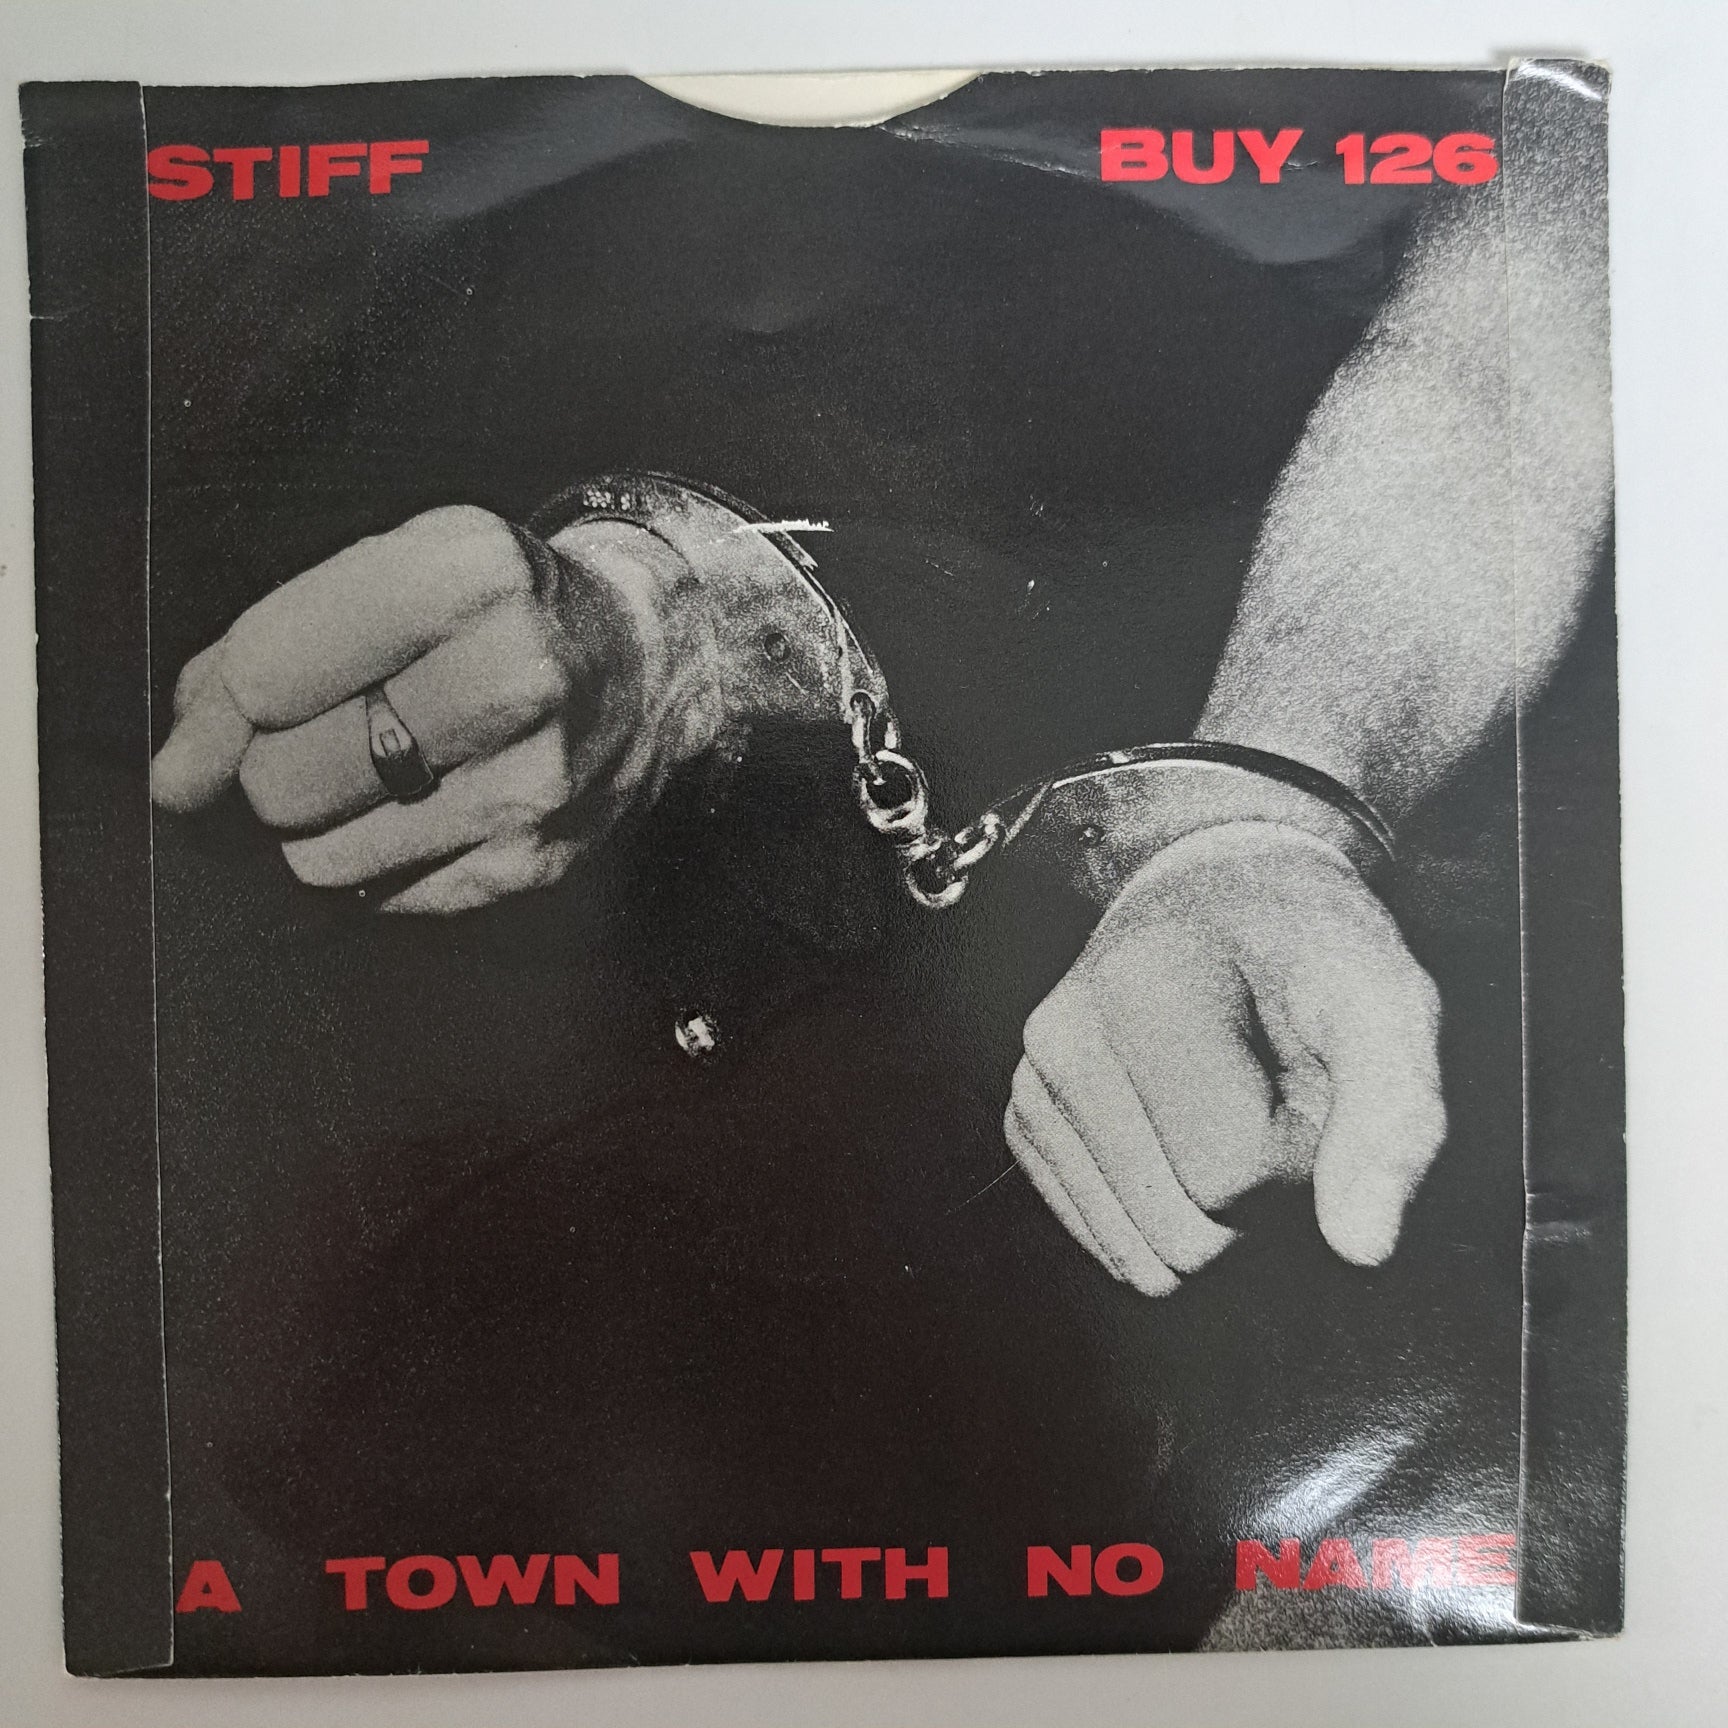 STIFF BUY 126
A TOWN WITH NO NAME